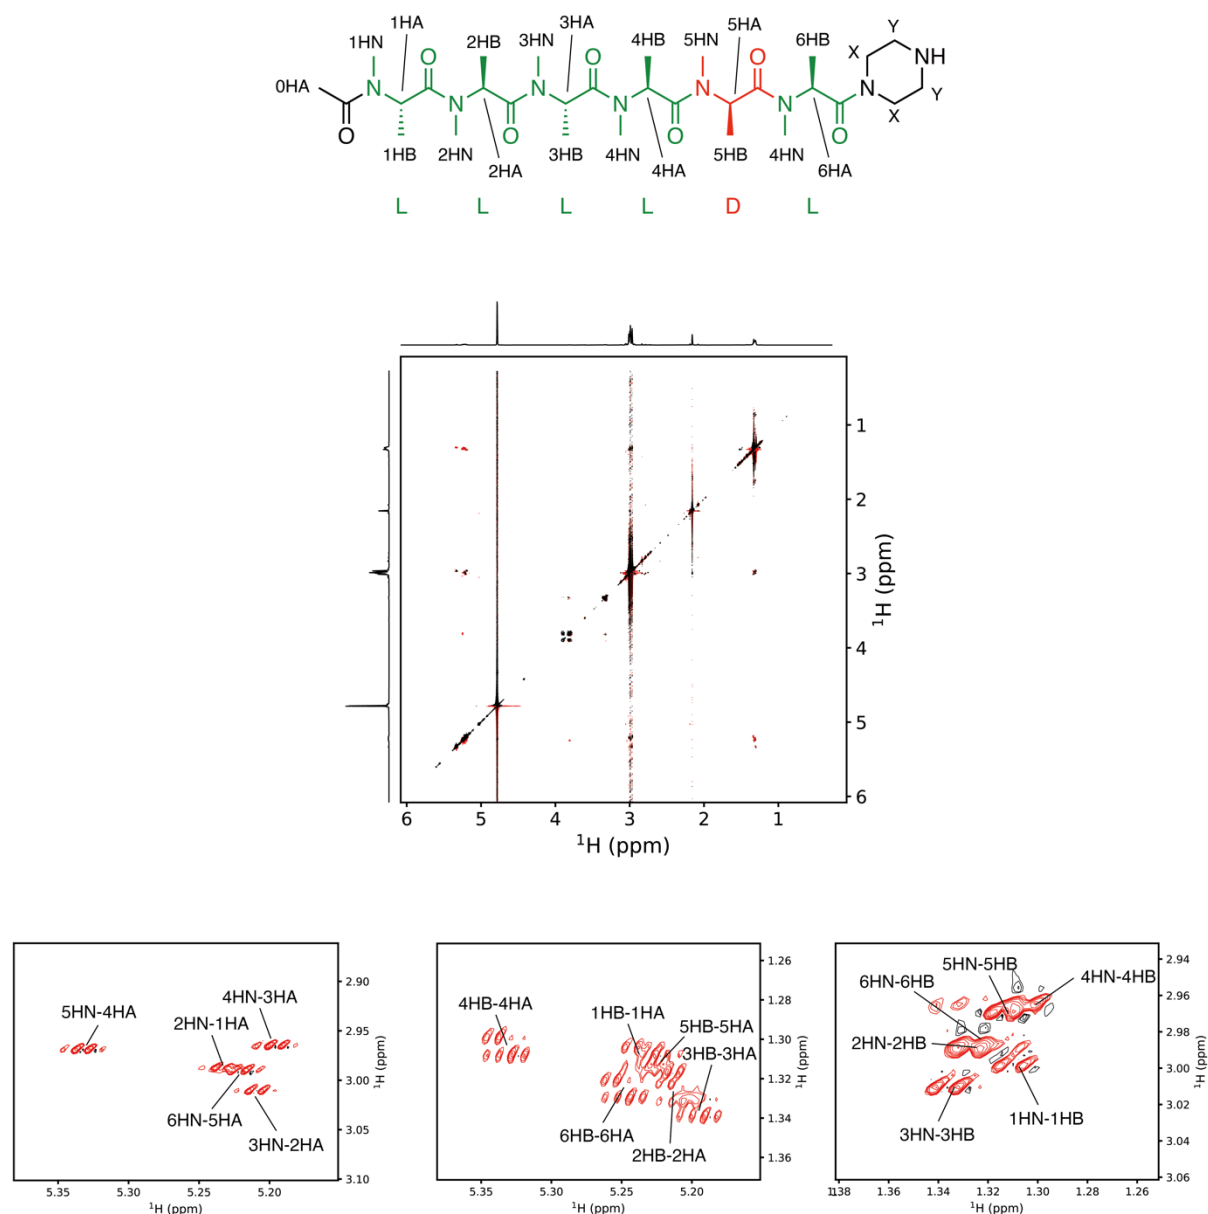 1HN 1HA 2HB 3HN 3HA 4HB 5HN 5HA 6HB Y
X NH
0HA N O N O N O N Y
O N O N O N O X
1HB 2HN 2HA 3HB 4HN 4HA 5HB 4HN 6HA
L L L L D L
1
2
3
4
5
6
¹H (ppm)
6 5 4 3 2 1
¹H (ppm)
5HN-4HA
4HN-3HA
2HN-1HA
6HN-5HA
3HN-2HA
2.90
2.95
3.00
3.05
3.10
¹H (ppm)
5.35 5.30 5.25 5.20
¹H (ppm)
4HB-4HA
1HB-1HA
5HB-5HA
3HB-3HA
6HB-6HA
2HB-2HA
1.26
1.28
1.30
1.32
1.34
1.36
¹H (ppm)
5.35 5.30 5.25 5.20
¹H (ppm)
5HN-5HB
6HN-6HB
4HN-4HB
2HN-2HB
3HN-3HB
1HN-1HB
2.94
2.96
2.98
3.00
3.02
3.04
3.06
¹H (ppm)
1.38 1.36 1.34 1.32 1.30 1.28 1.26
¹H (ppm)